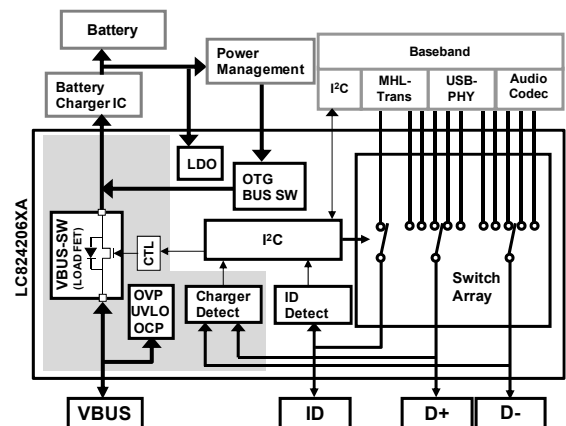 Battery
Power
Management
Baseband
Battery
Charger IC
I²C
MHL-
Trans
USB-
PHY
Audio
Codec
LC824206XA
LDO
OTG
BUS SW
VBUS-SW
(LOAD FET)
CTL
I²C
OVP
UVLO
OCP
Charger
Detect
ID
Detect
Switch
Array
VBUS
ID
D+
D-